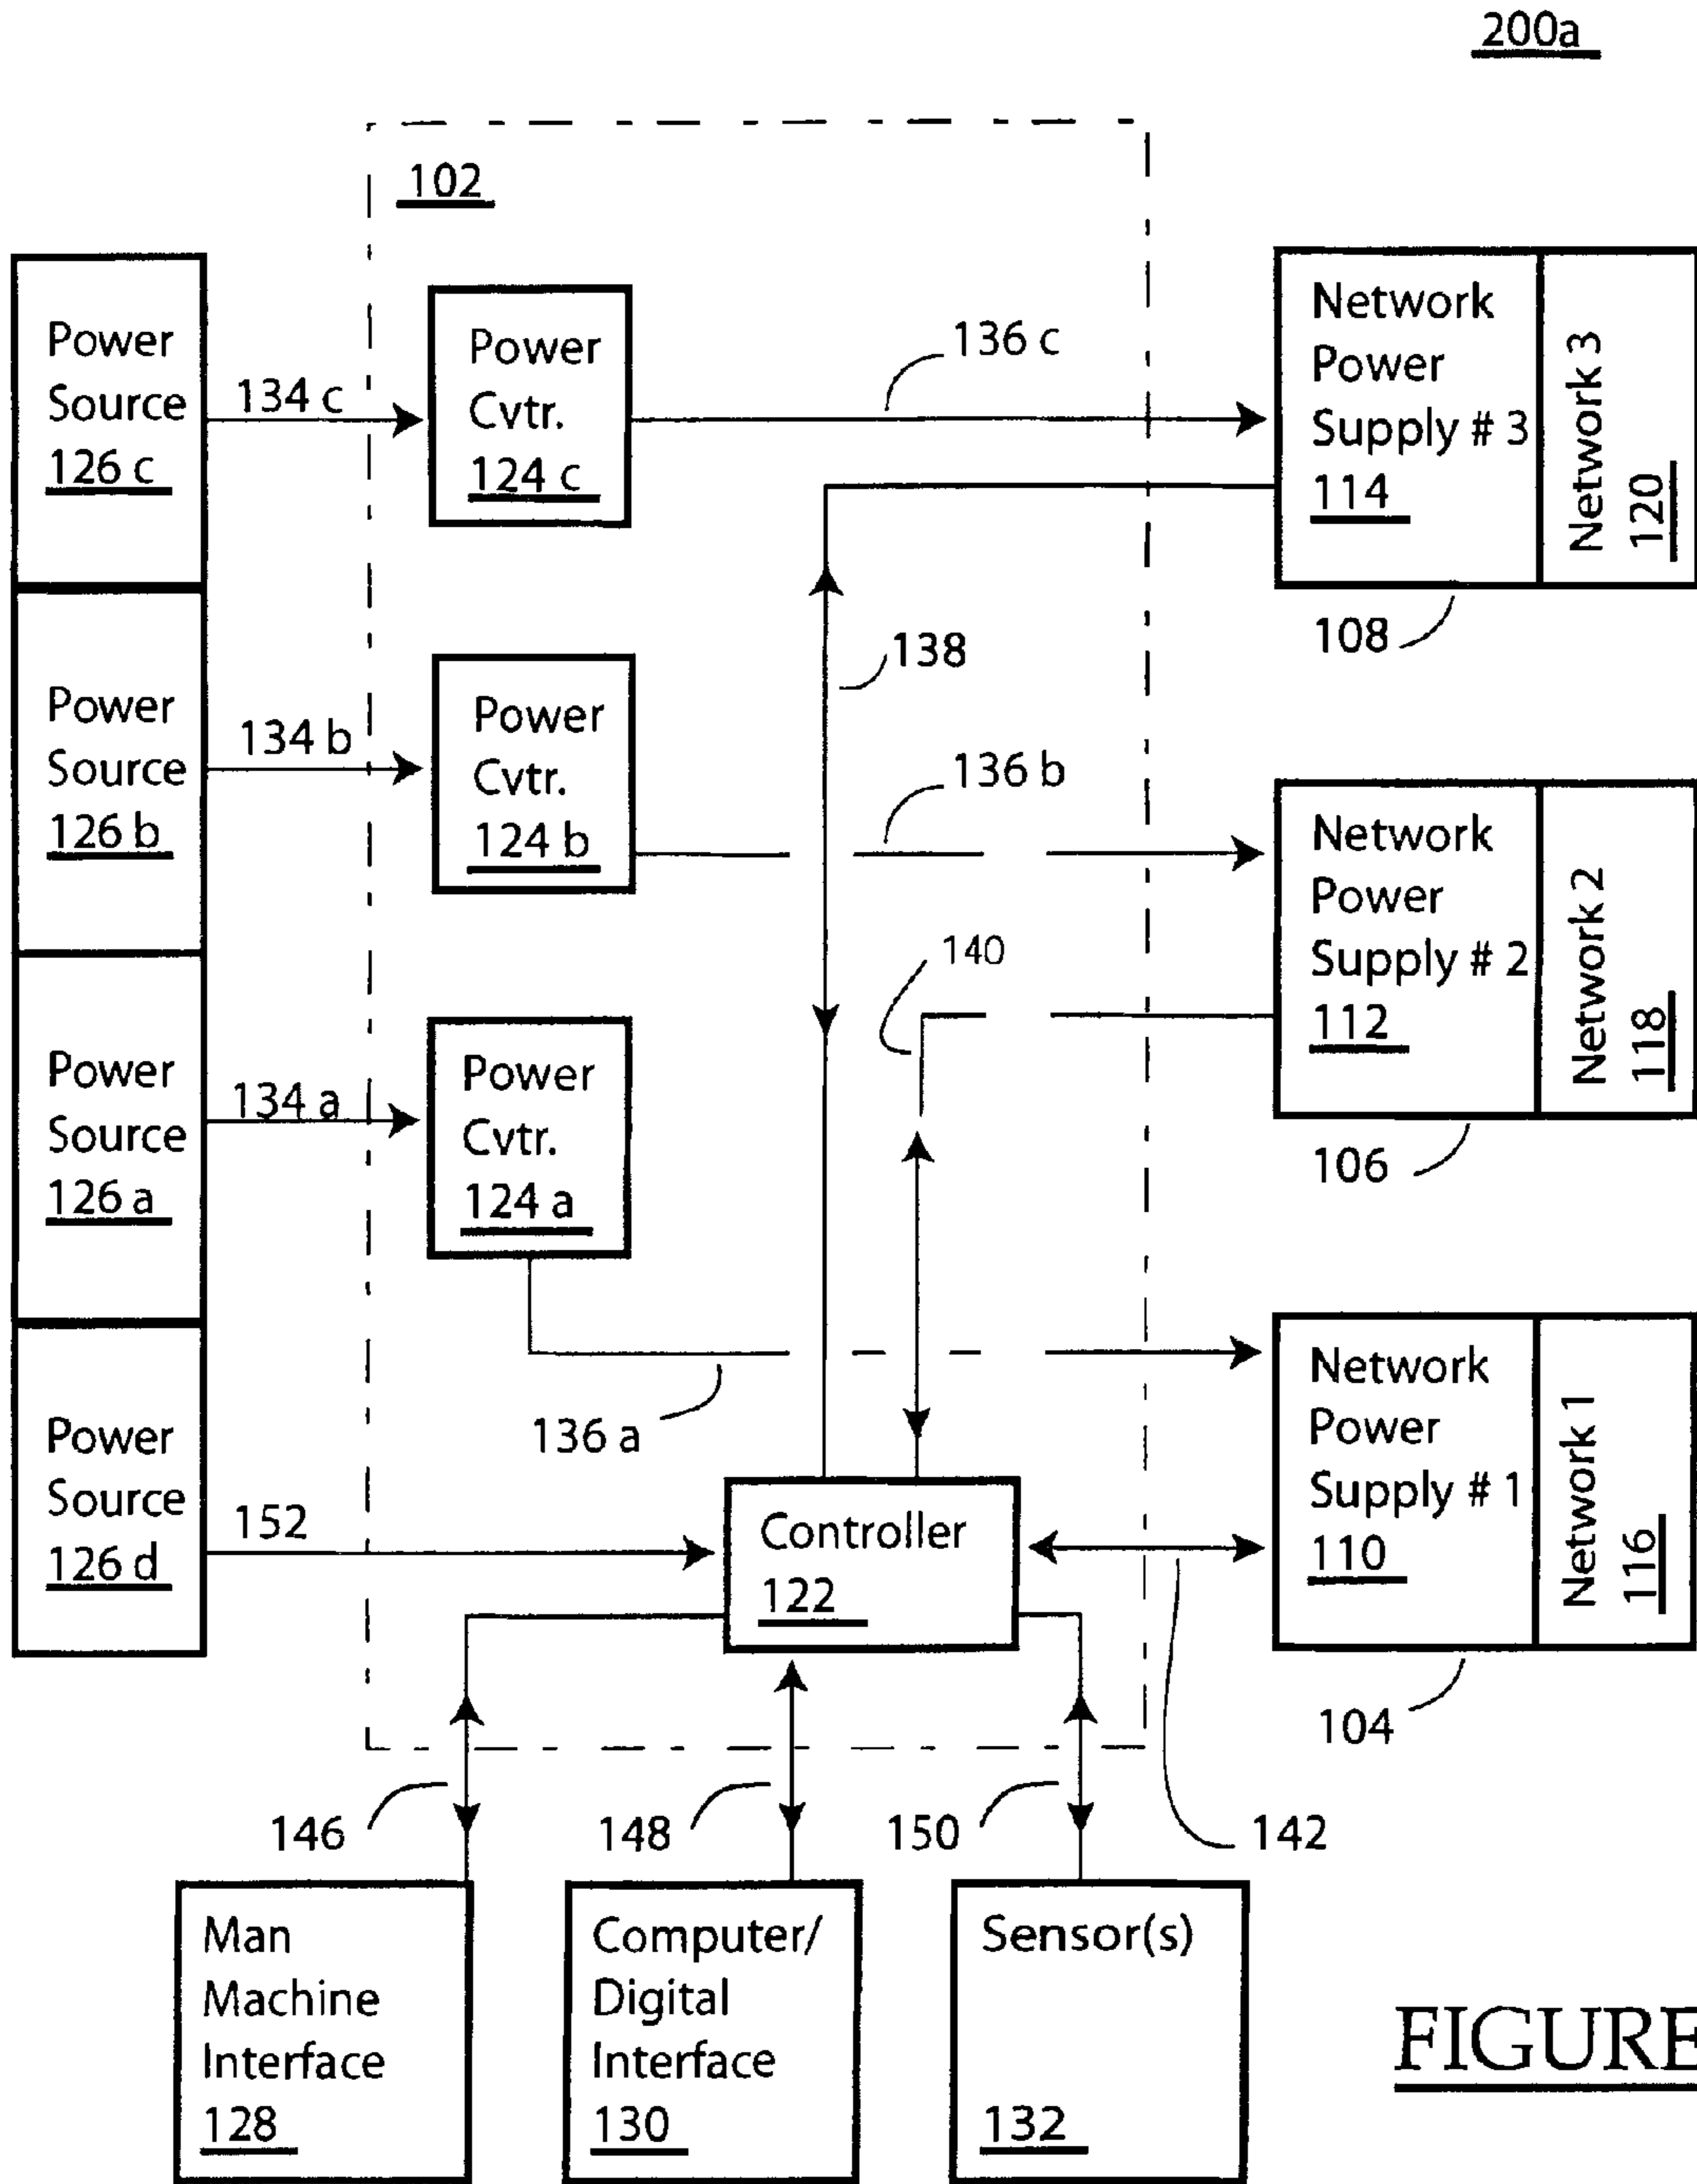 200a
102
Power
Source
126 c
134 c
Power
Cvtr.
124 c
136 c
Network
Power
Supply # 3
114
Network 3
120
108
138
Power
Source
126 b
134 b
Power
Cvtr.
124 b
136 b
Network
Power
Supply # 2
112
Network 2
118
106
140
Power
Source
126 a
134 a
Power
Cvtr.
124 a
136 a
Network
Power
Supply # 1
110
Network 1
116
104
Power
Source
126 d
152
Controller
122
146
148
150
142
Man
Machine
Interface
128
Computer/
Digital
Interface
130
Sensor(s)
132
FIGURE